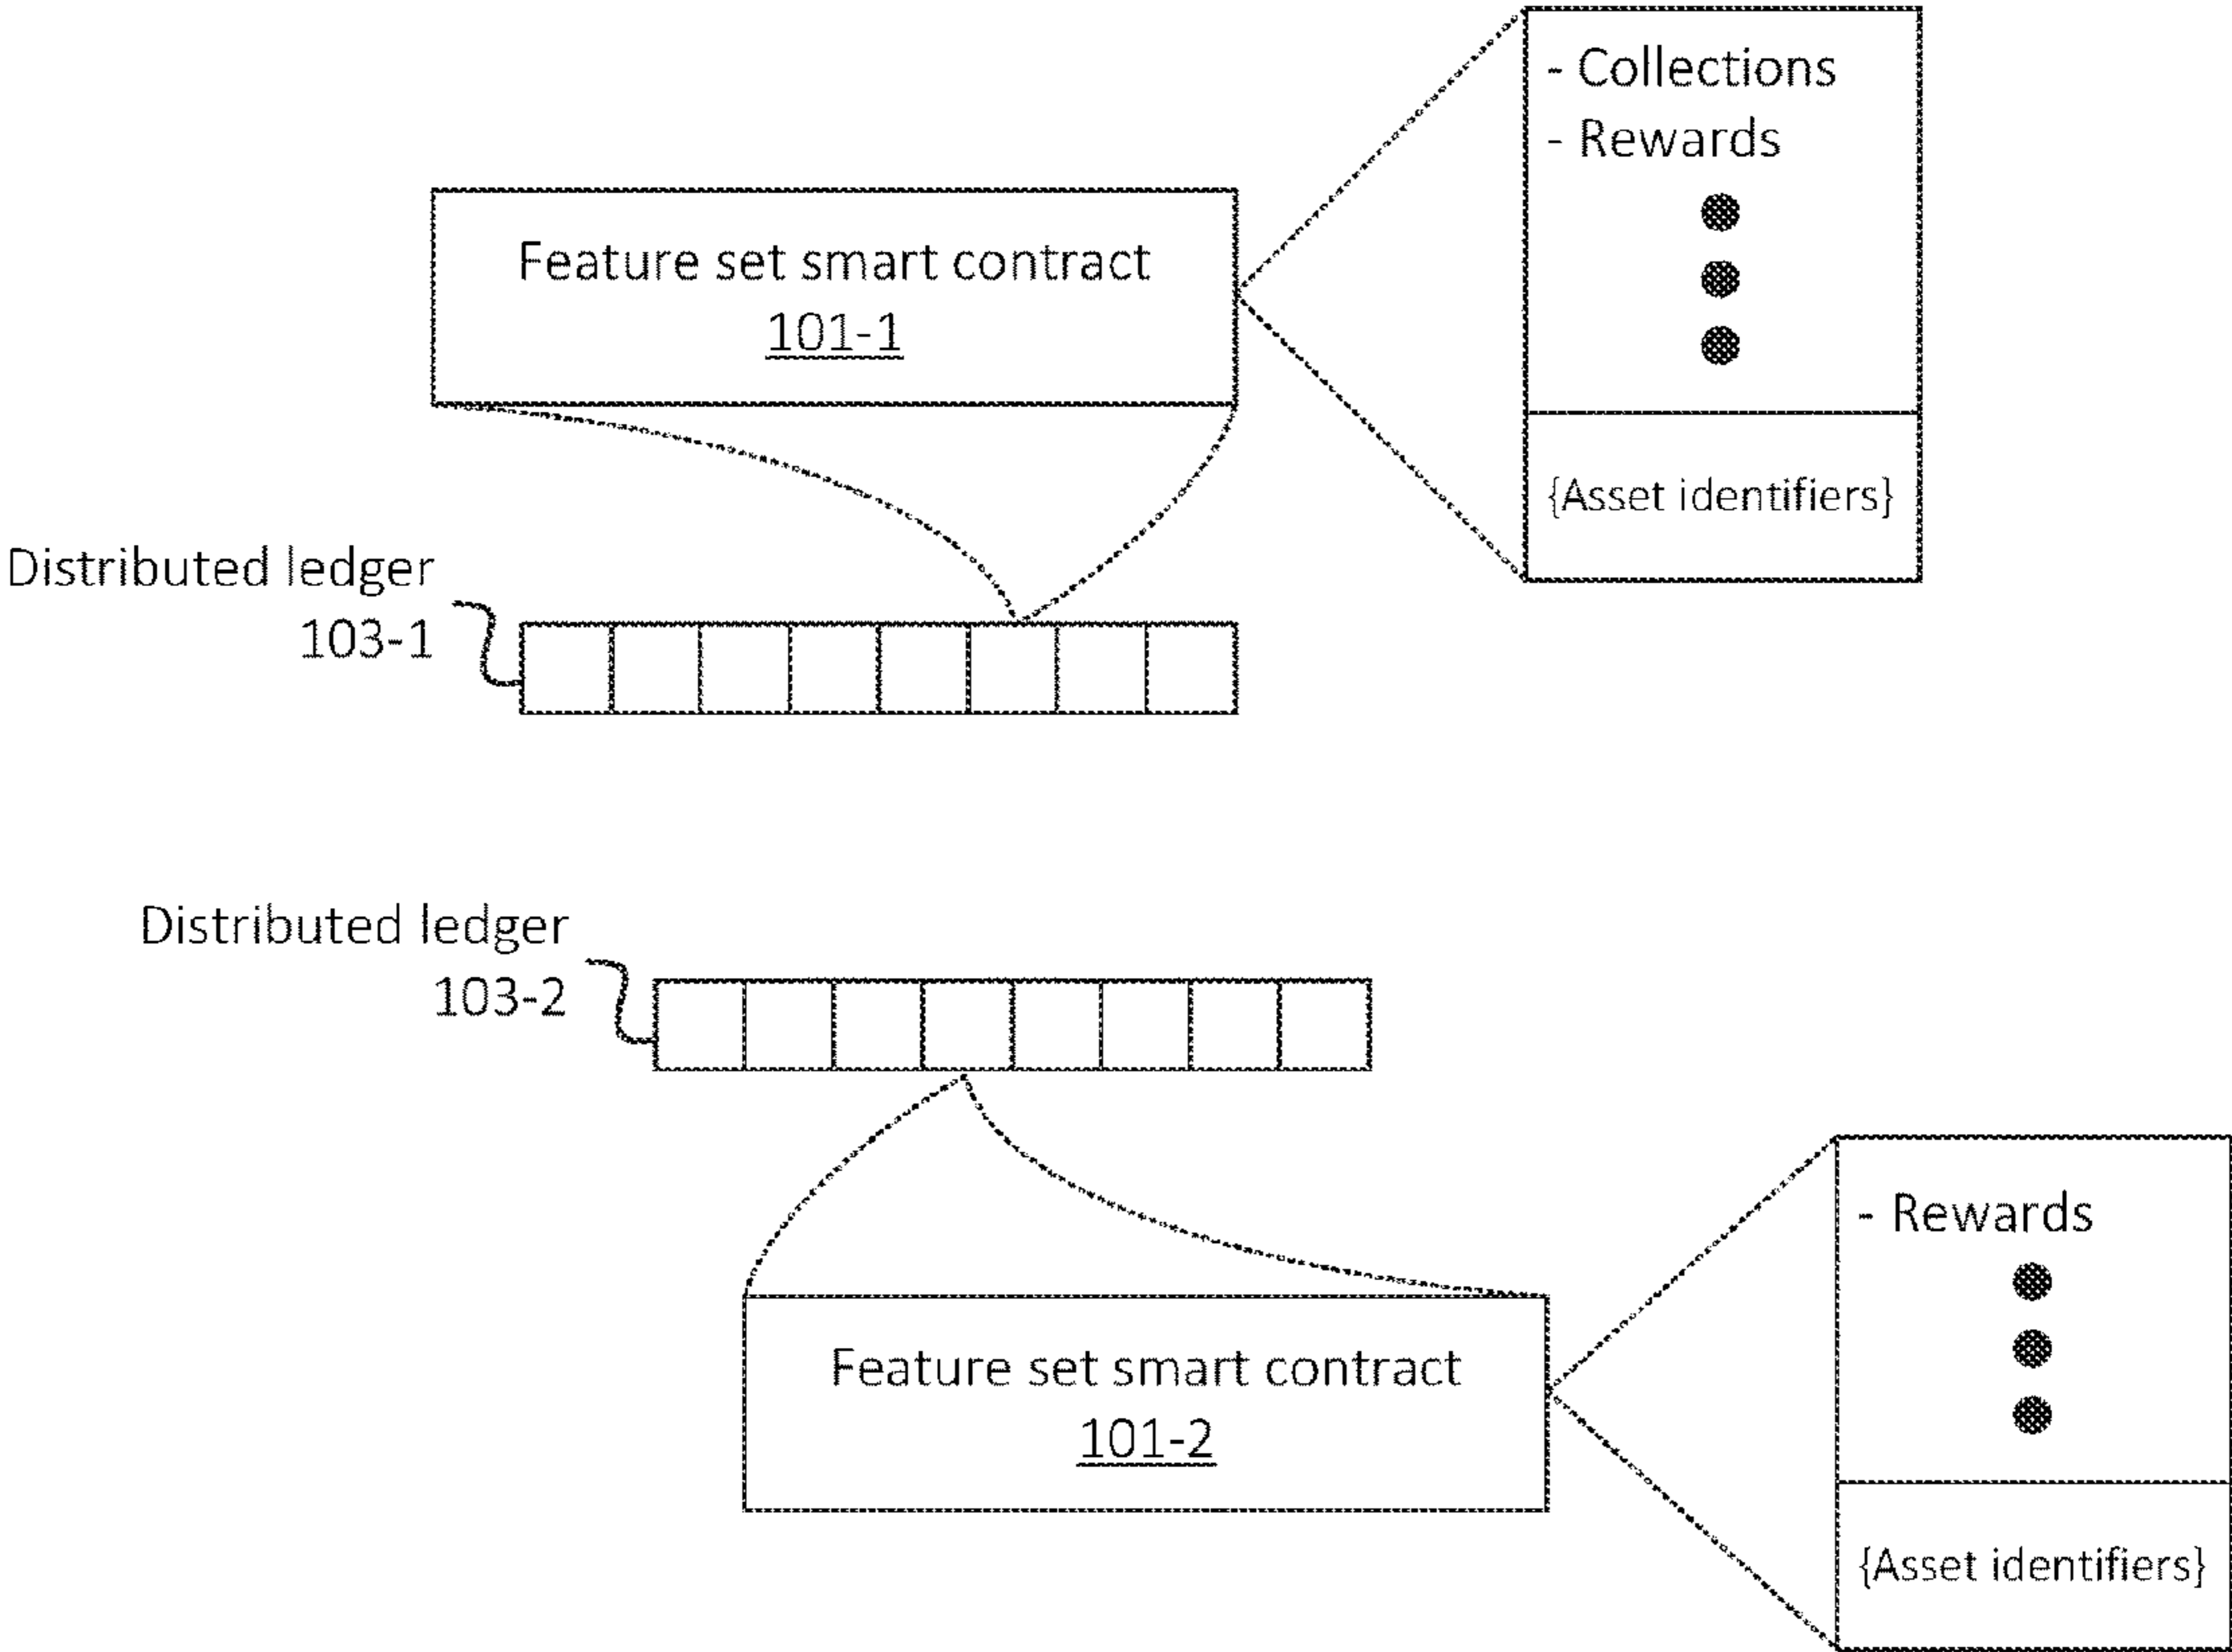 - Collections
- Rewards
Feature set smart contract
101-1
{Asset identifiers}
Distributed ledger
103-1
Distributed ledger
103-2
- Rewards
Feature set smart contract
101-2
{Asset identifiers}